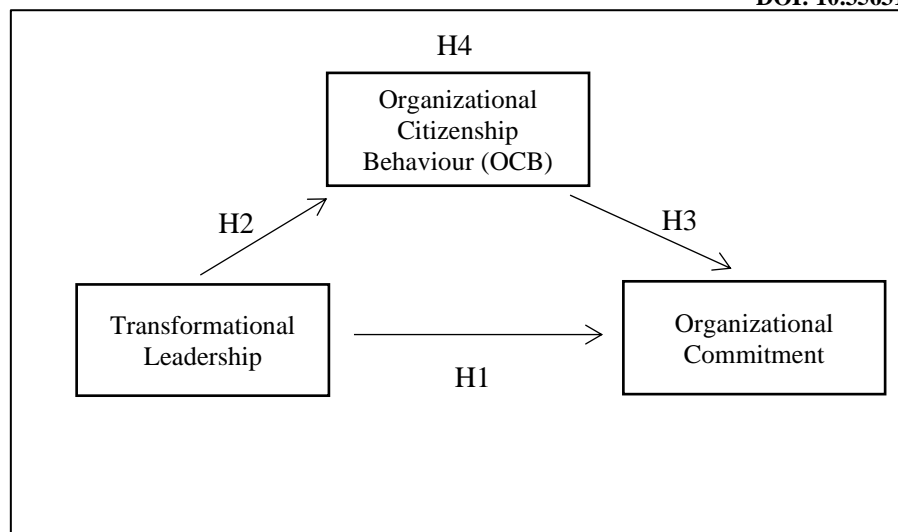 H4
Organizational
Citizenship
Behaviour (OCB)
H2
H3
Transformational
Leadership
Organizational
Commitment
H1